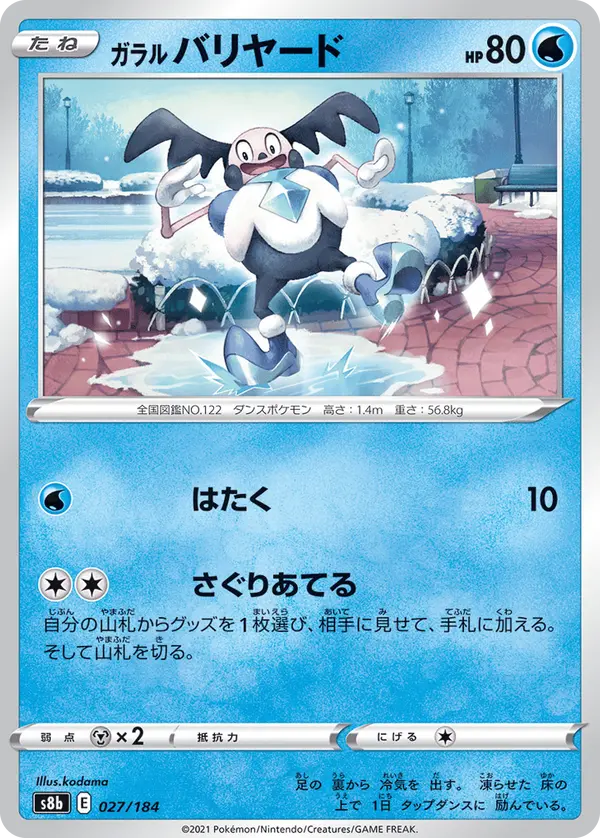 たね ガラル バリヤード HP 80
全国図鑑NO.122 ダンスポケモン 高さ:1.4m 重さ:56.8kg
はたく 10
さぐりあてる
自分の山札からグッズを1枚選び、相手に見せて、手札に加える。
そして山札を切る。
弱点 ×2 抵抗力 にげる
Illus.kodama
s8b E 027/184
足の 裏から 冷気を 出す。 凍らせた 床の
上で 1日 タップダンスに 励んでいる。
©2021 Pokémon/Nintendo/Creatures/GAME FREAK.